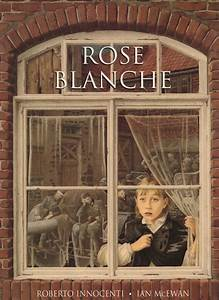 ROSE
BLANCHE
ROBERTO INNOCENTI • IAN McEWAN